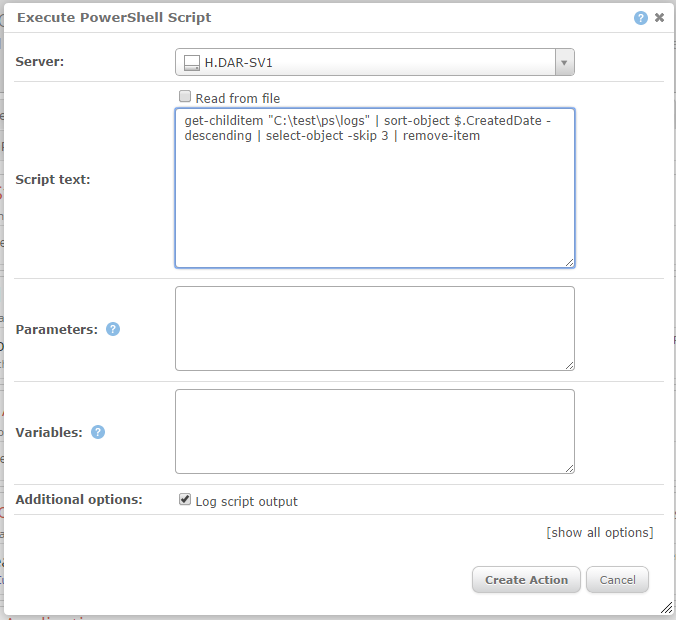 Execute PowerShell Script
Server:
H.DAR-SV1
Read from file
Script text:
get-childitem "C:\test\ps\logs" | sort-object $.CreatedDate -
descending | select-object -skip 3 | remove-item
Parameters:
Variables:
Additional options:
Log script output
[show all options]
Create Action
Cancel